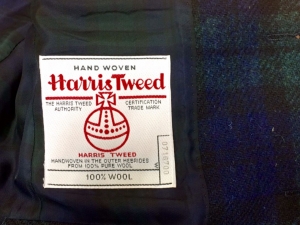 HAND WOVEN
Harris Tweed
THE HARRIS TWEED AUTHORITY
CERTIFICATION TRADE MARK
HARRIS TWEED
HANDWOVEN IN THE OUTER HEBRIDES
FROM 100% PURE WOOL
100% WOOL
W